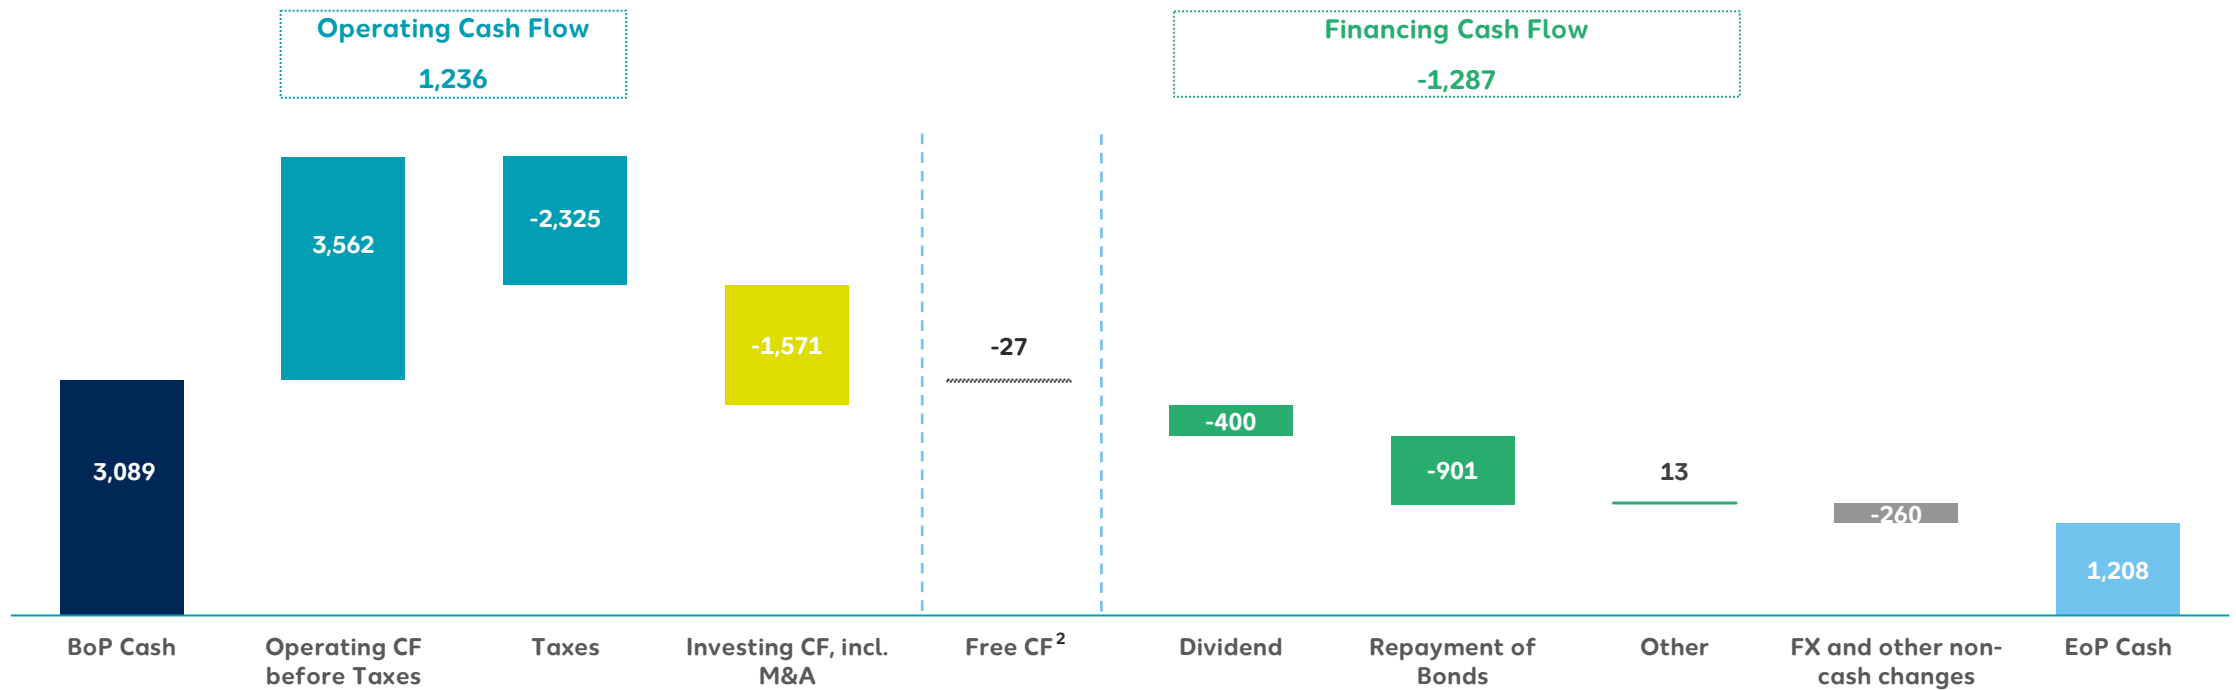 Operating Cash Flow
1,236
Financing Cash Flow
-1,287
3,089
3,562
-2,325
-1,571
-27
-400
-901
13
-260
1,208
BoP Cash
Operating CF
before Taxes
Taxes
Investing CF, incl.
M&A
Free CF²
Dividend
Repayment of
Bonds
Other
FX and other non-
cash changes
EoP Cash